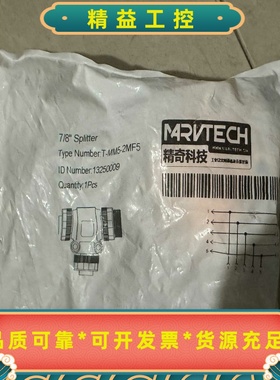 精益工控
7/8" Splitter
Type Number T-MM5-2MF5
ID Number 13250009
Quantity 1Pcs
MRVTECH
精奇科技
品质可靠*可开发票*货源充足